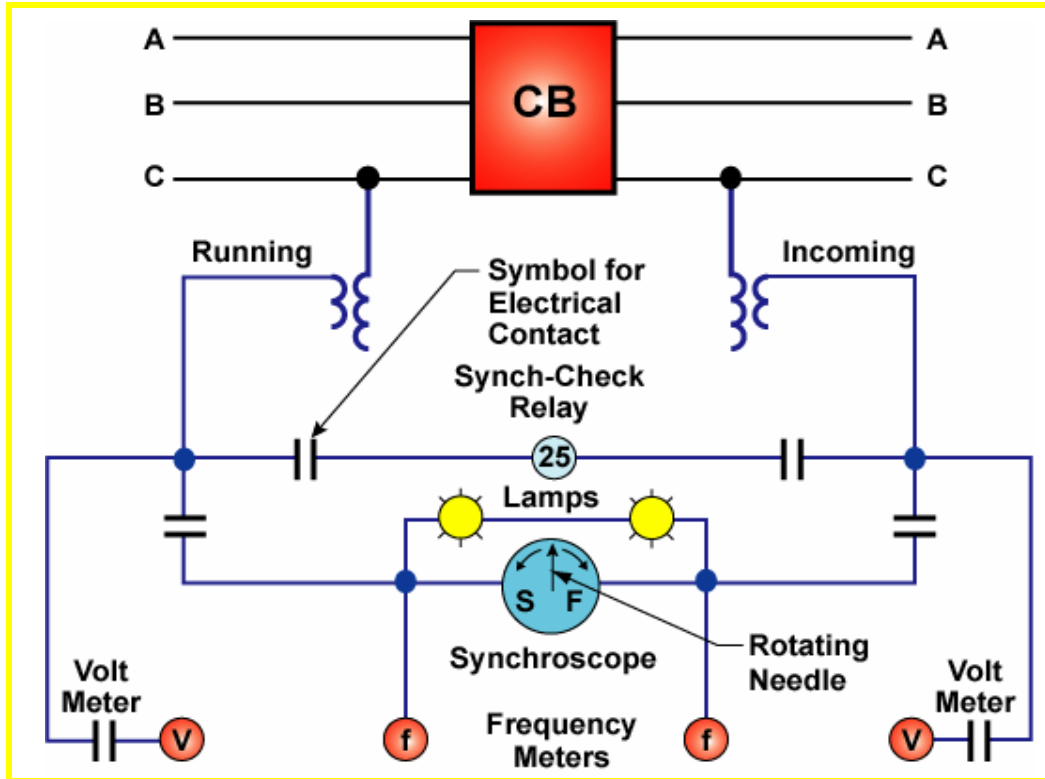 A
A
CB
B
B
C
C
Running
Incoming
Symbol for
Electrical
Contact
Synch-Check
Relay
25
Lamps
S F
Synchroscope
Rotating
Needle
Volt
Meter
Volt
Meter
Frequency
Meters
V
f
f
V